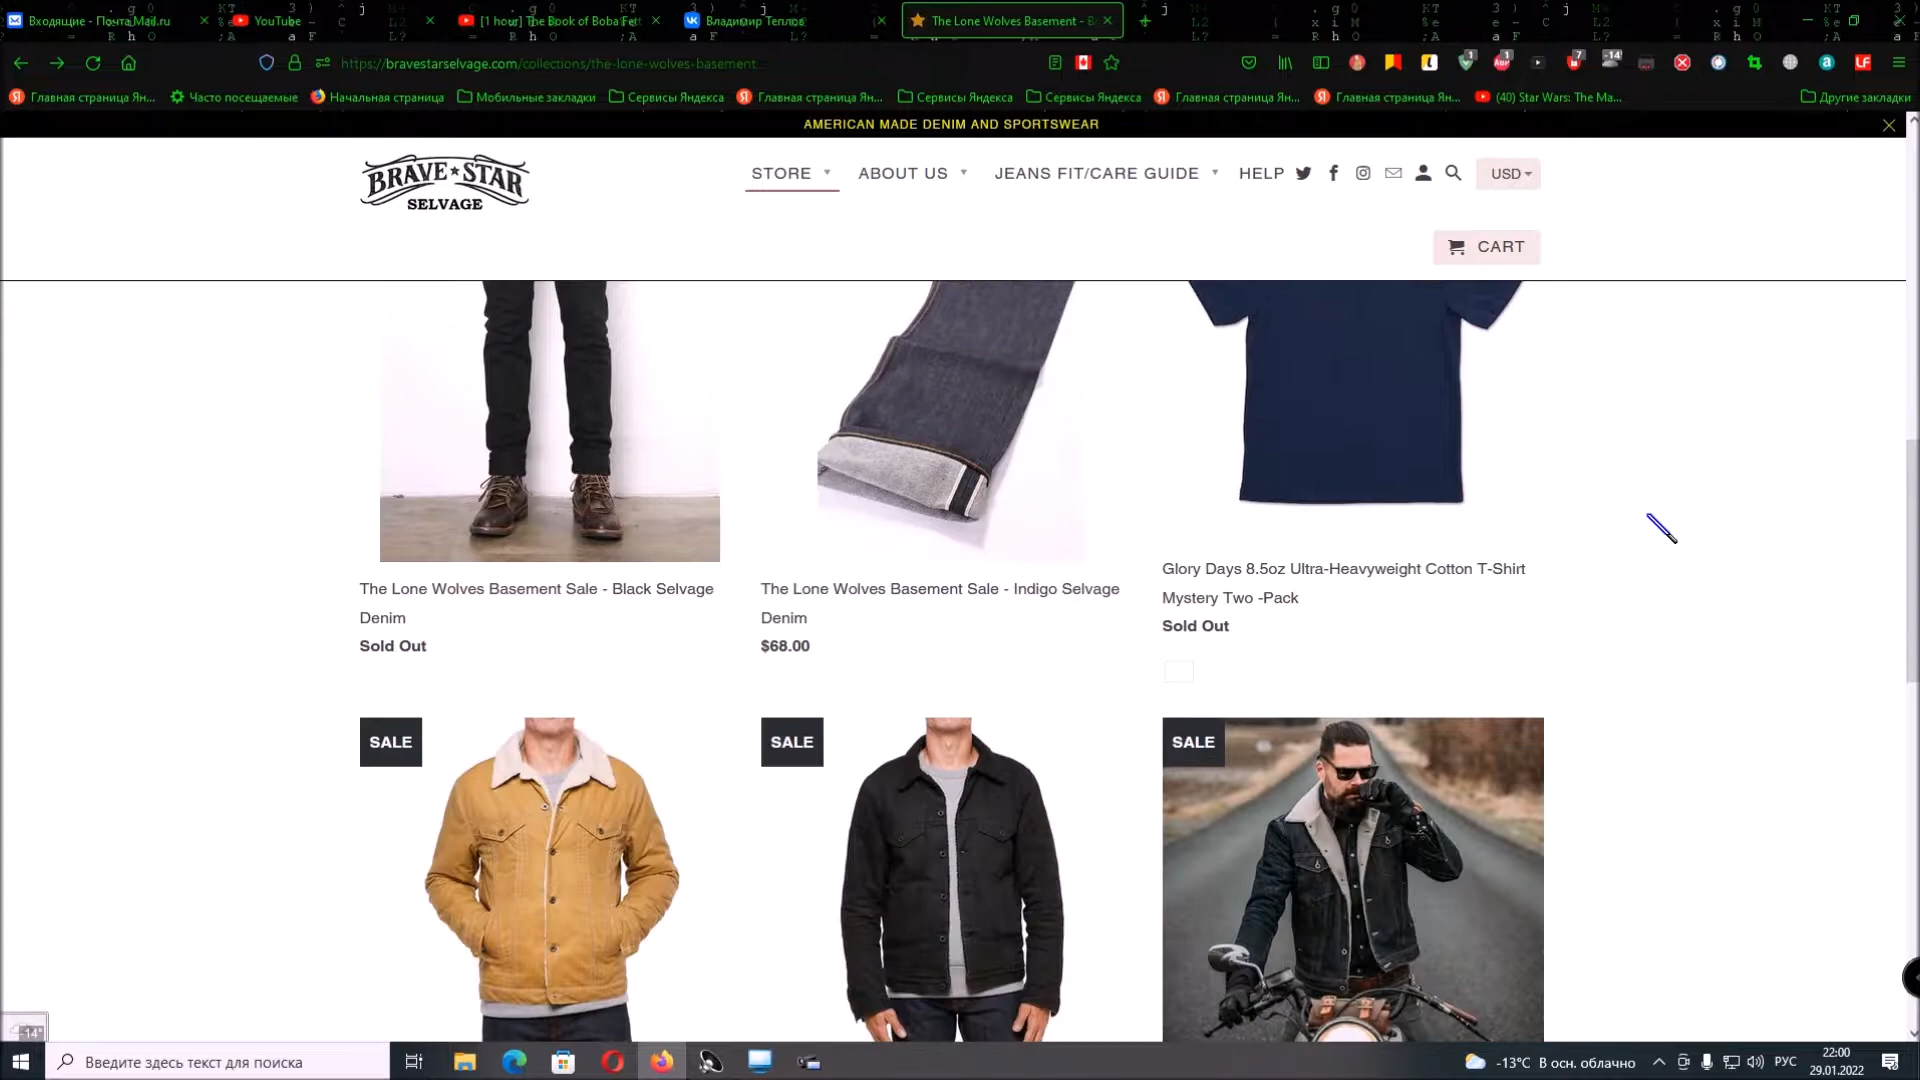 Входящие - Почта Mail.ru
YouTube
[1 hour] The Book of Boba Fe
Владимир Теплов
The Lone Wolves Basement - B
https://bravestarselvage.com/collections/the-lone-wolves-basement
Главная страница Ян...
Часто посещаемые
Начальная страница
Мобильные закладки
Сервисы Яндекса
Главная страница Ян...
Сервисы Яндекса
Сервисы Яндекса
Главная страница Ян...
Главная страница Ян...
(40) Star Wars: The Ma...
Другие закладки
AMERICAN MADE DENIM AND SPORTSWEAR
BRAVE STAR
SELVAGE
STORE
ABOUT US
JEANS FIT/CARE GUIDE
HELP
USD
CART
The Lone Wolves Basement Sale - Black Selvage
Denim
Sold Out
The Lone Wolves Basement Sale - Indigo Selvage
Denim
$68.00
Glory Days 8.5oz Ultra-Heavyweight Cotton T-Shirt
Mystery Two -Pack
Sold Out
SALE
SALE
SALE
-14°
Введите здесь текст для поиска
-13°C В осн. облачно
РУС
22:00
29.01.2022